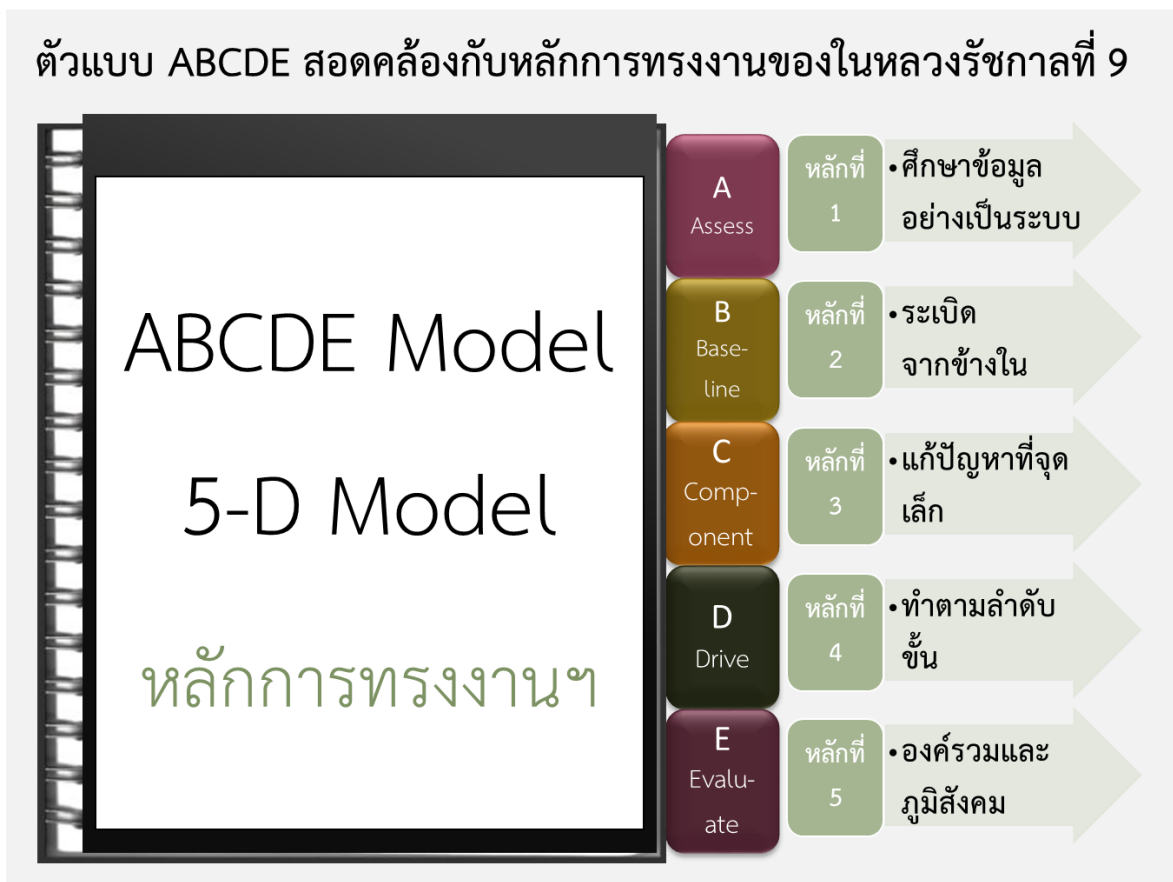 ตัวแบบ ABCDE สอดคล้องกับหลักการทรงงานของในหลวงรัชกาลที่ 9
ABCDE Model
5-D Model
หลักการทรงงานฯ
A
Assess
หลักที่
1
•ศึกษาข้อมูล
อย่างเป็นระบบ
B
Base-
line
หลักที่
2
•ระเบิด
จากข้างใน
C
Comp-
onent
หลักที่
3
•แก้ปัญหาที่จุด
เล็ก
D
Drive
หลักที่
4
•ทำตามลำดับ
ขั้น
E
Evalu-
ate
หลักที่
5
•องค์รวมและ
ภูมิสังคม